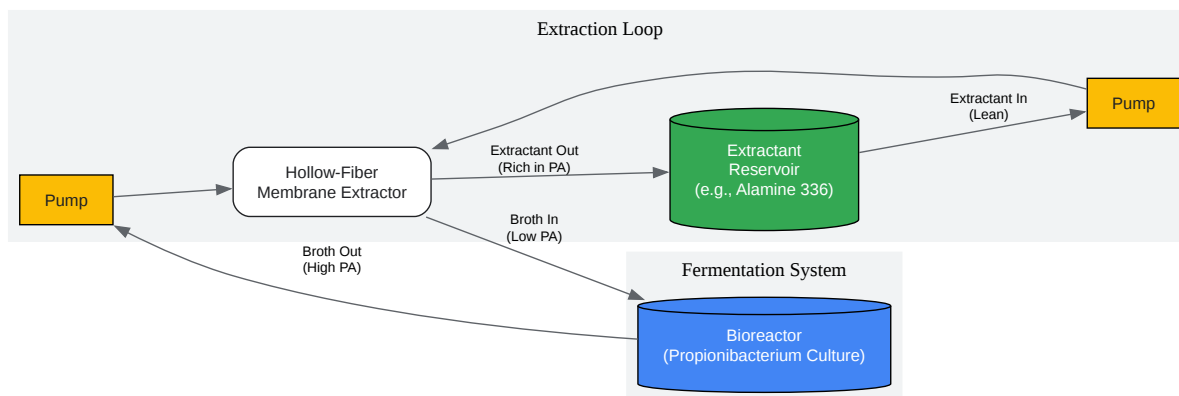 Extraction Loop
Pump
Extractant In
(Lean)
Extractant
Reservoir
(e.g., Alamine 336)
Extractant Out
(Rich in PA)
Hollow-Fiber
Membrane Extractor
Pump
Broth In
(Low PA)
Broth Out
(High PA)
Fermentation System
Bioreactor
(Propionibacterium Culture)